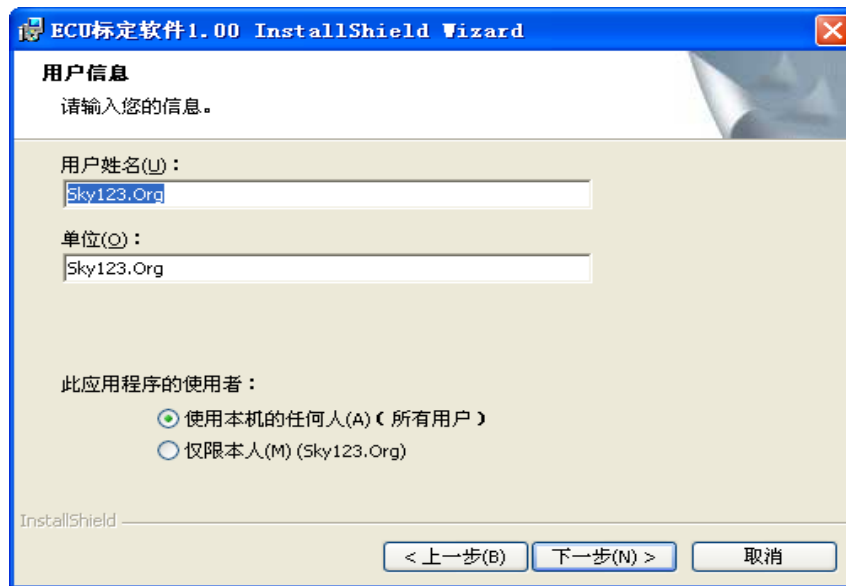 ECU标定软件1.00 InstallShield Wizard
用户信息
请输入您的信息。
用户姓名(U)：
Sky123.Org
单位(O)：
Sky123.Org
此应用程序的使用者：
使用本机的任何人(A)(所有用户)
仅限本人(M) (Sky123.Org)
InstallShield
< 上一步(B) 下一步(N) > 取消